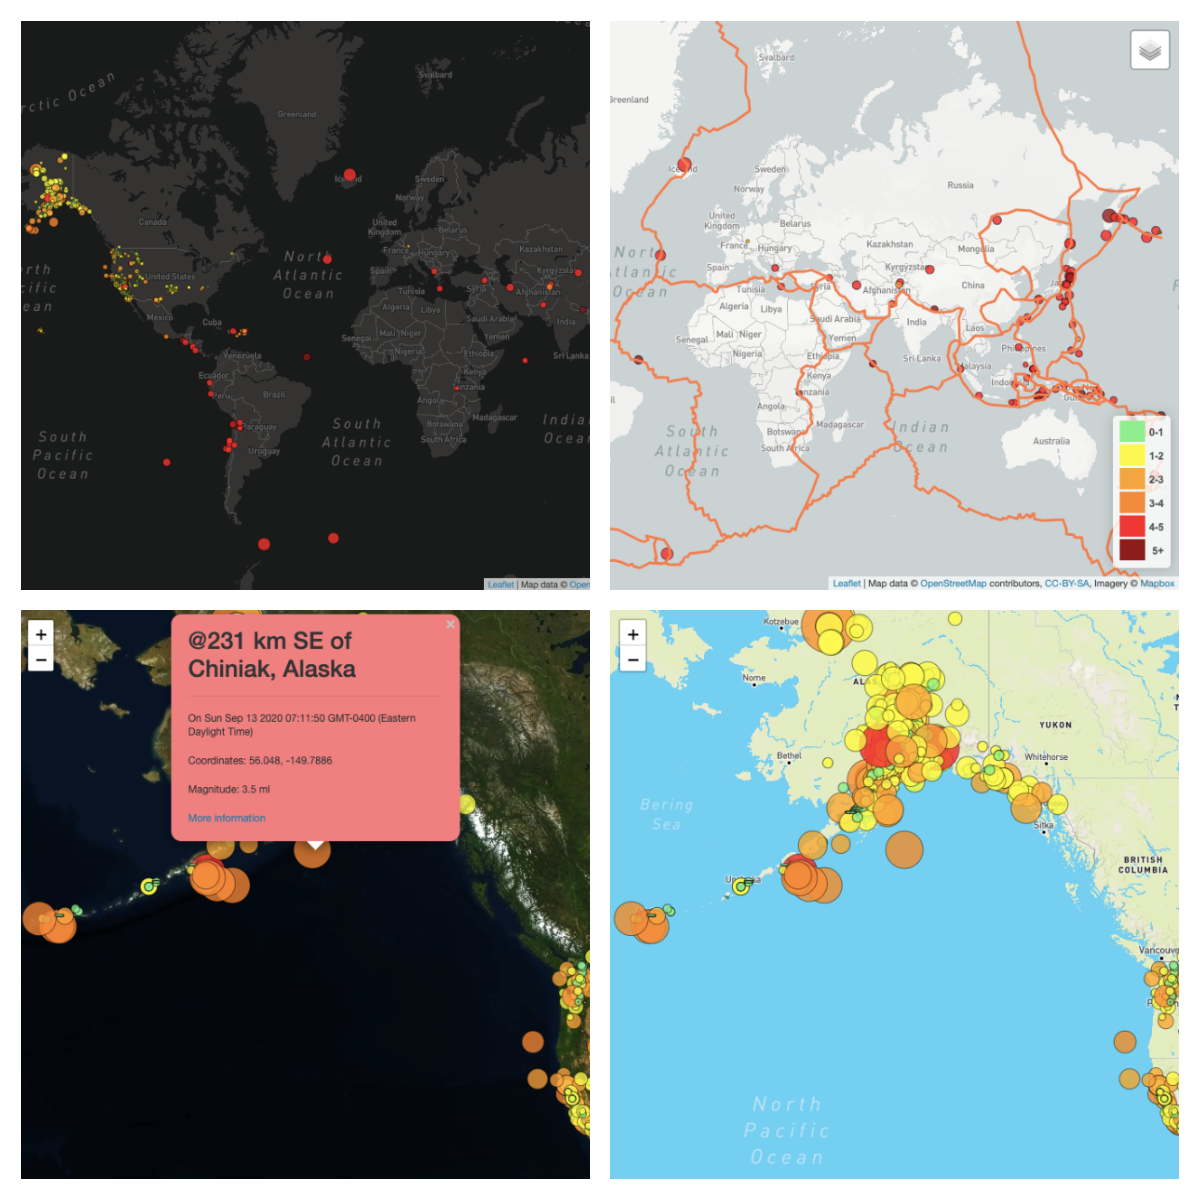 rctic Ocean
Svalbard
Greenland
Iceland
Sweden
Norway
Canada
United
Kingdom
Belarus
France
Hungary
Kazakhstan
North
Atlantic
Ocean
Spain
Kyrgyzsta
orth
cific
ean
United States
Tunisia
Syria
Afghanistan
Mexico
Cuba
Algeria
Libya
Saudi Arabia
India
Senegal
Mali
Niger
Yemen
Venezuela
Nigeria
Ethiopia
Sri Lanka
Ecuador
Kenya
Peru
Brazil
Tanzania
Angola
South
Pacific
Ocean
Paraguay
South
Atlantic
Ocean
Botswana
Madagascar
India
Ocea
Uruguay
South Africa
Leaflet | Map data © Open
Svalbard
Greenland
Iceland
Sweden
Norway
Russia
United
Kingdom
Belarus
North
Atlantic
Ocean
France
Hungary
Kazakhstan
Mongolia
Spain
Kyrgyzstan
Tunisia
Syria
Afghanistan
China
Algeria
Libya
Saudi Arabia
India
Laos
Senegal
Mali
Niger
Yemen
Nigeria
Ethiopia
Sri Lanka
Philippines
Malaysia
Kenya
Tanzania
Angola
South
Atlantic
Ocean
Botswana
Madagascar
Indian
Ocean
Australia
South Africa
0-1
1-2
2-3
3-4
4-5
5+
Leaflet | Map data © OpenStreetMap contributors, CC-BY-SA, Imagery © Mapbox
+
−
@231 km SE of
Chiniak, Alaska
×
On Sun Sep 13 2020 07:11:50 GMT-0400 (Eastern
Daylight Time)
Coordinates: 56.048, -149.7886
Magnitude: 3.5 ml
More information
+
−
Kotzebue
Nome
AL
YUKON
Bethel
Whitehorse
Bering
Sea
Sitka
BRITISH
COLUMBIA
Vancouve
North
Pacific
Ocean